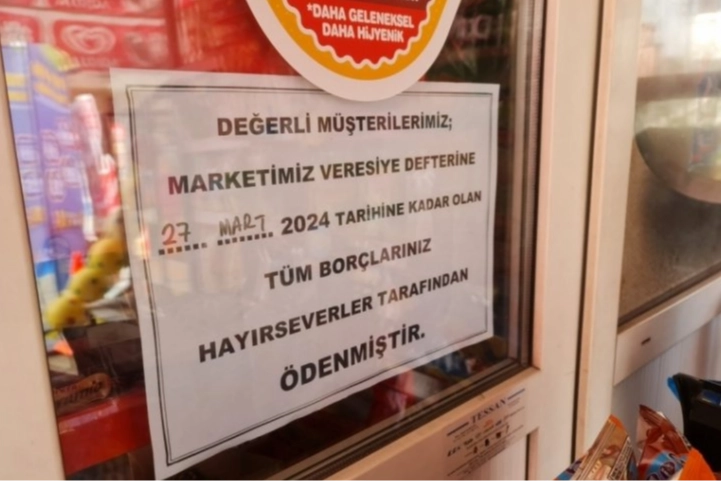 *DAHA GELENEKSEL
DAHA HİJYENİK
DEĞERLİ MÜŞTERİLERİMİZ;
MARKETİMİZ VERESİYE DEFTERİNE
27 MART 2024 TARİHİNE KADAR OLAN
TÜM BORÇLARINIZ
HAYIRSEVERLER TARAFINDAN
ÖDENMİŞTİR.
TESSAN